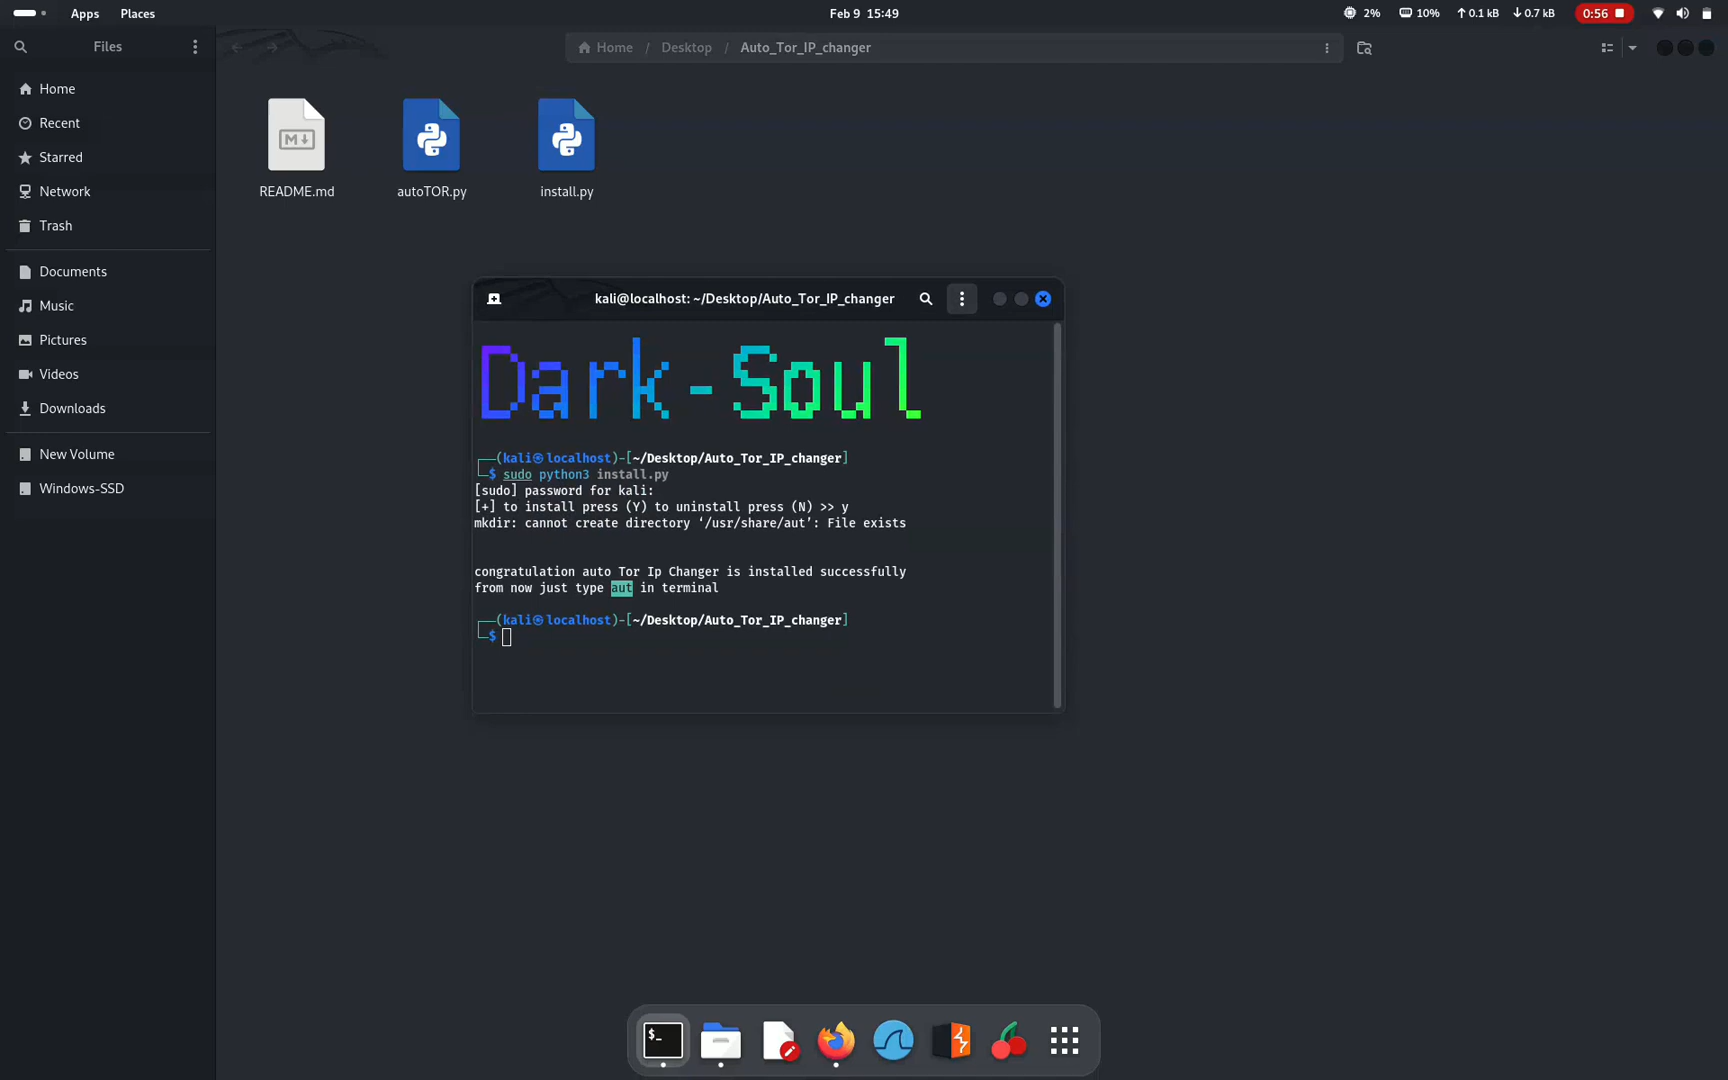 Apps Places Feb 9 15:49 2% 10% 0.1 kB 0.7 kB 0:56
Files Home / Desktop / Auto_Tor_IP_changer
Home
Recent
Starred
Network
Trash
Documents
Music
Pictures
Videos
Downloads
New Volume
Windows-SSD
README.md autoTOR.py install.py
kali@localhost: ~/Desktop/Auto_Tor_IP_changer
Dark-Soul
┌──(kali㉿localhost)-[~/Desktop/Auto_Tor_IP_changer]
└─$ sudo python3 install.py
[sudo] password for kali:
[+] to install press (Y) to uninstall press (N) >> y
mkdir: cannot create directory ‘/usr/share/aut’: File exists
congratulation auto Tor Ip Changer is installed successfully
from now just type aut in terminal
┌──(kali㉿localhost)-[~/Desktop/Auto_Tor_IP_changer]
└─$